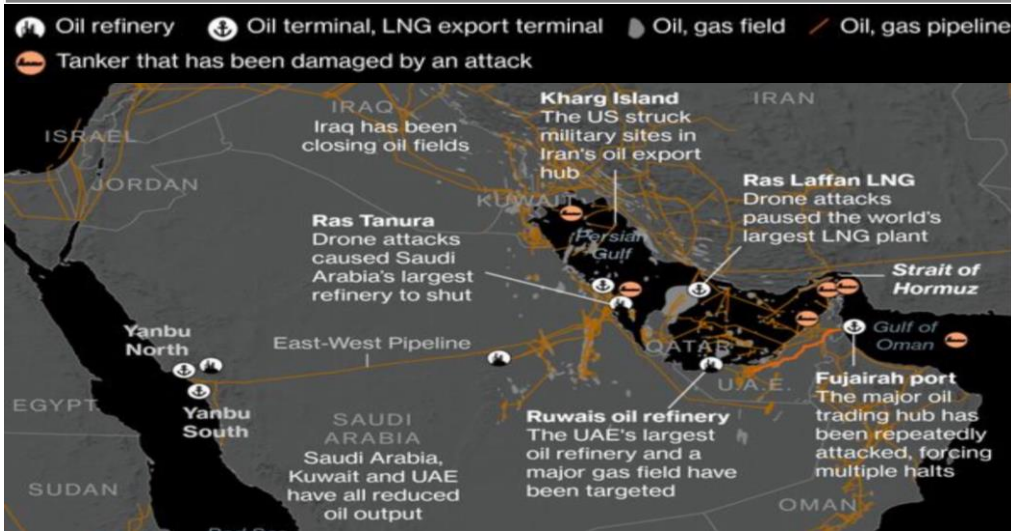 Oil refinery
Oil terminal, LNG export terminal
Oil, gas field
Oil, gas pipeline
Tanker that has been damaged by an attack
IRAQ
Iraq has been
closing oil fields
Kharg Island
The US struck
military sites in
Iran's oil export
hub
IRAN
ISRAEL
JORDAN
KUWAIT
Ras Laffan LNG
Drone attacks
paused the world's
largest LNG plant
Ras Tanura
Drone attacks
caused Saudi
Arabia's largest
refinery to shut
Persian
Gulf
Strait of
Hormuz
Yanbu
North
East-West Pipeline
QATAR
Gulf of
Oman
U.A.E.
EGYPT
Yanbu
South
SAUDI
ARABIA
Saudi Arabia,
Kuwait and UAE
have all reduced
oil output
Ruwais oil refinery
The UAE's largest
oil refinery and a
major gas field have
been targeted
Fujairah port
The major oil
trading hub has
been repeatedly
attacked, forcing
multiple halts
SUDAN
OMAN